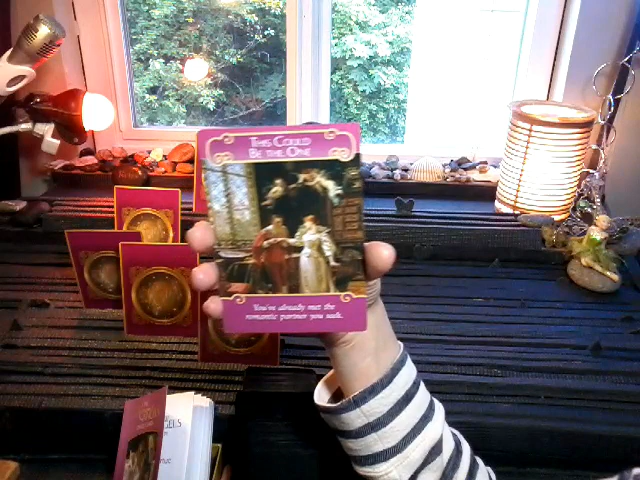 This Could
Be the One
You've already met the
romantic partner you seek.